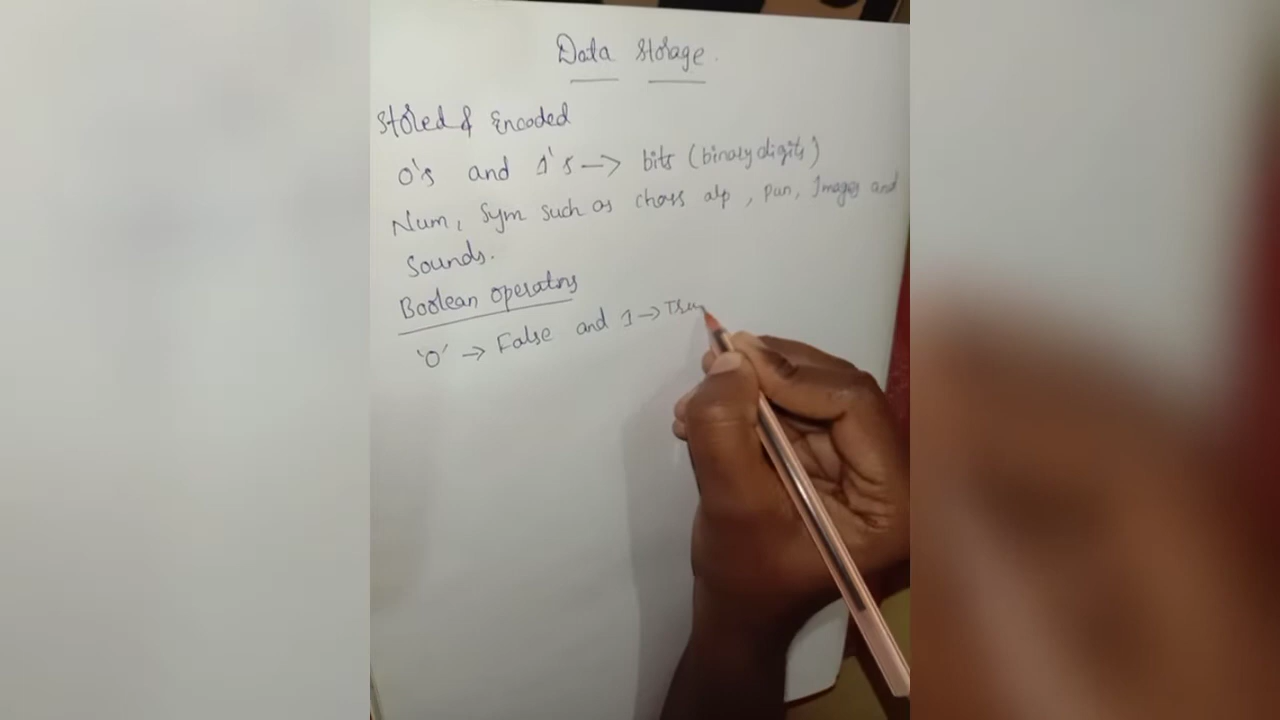 Data Storage.
Stored & Encoded
0's and 1's → bits (binary digits)
Num, Sym such as chars alp, pun, Images and
Sounds.
Boolean operators
'0' → False and 1 → Tru